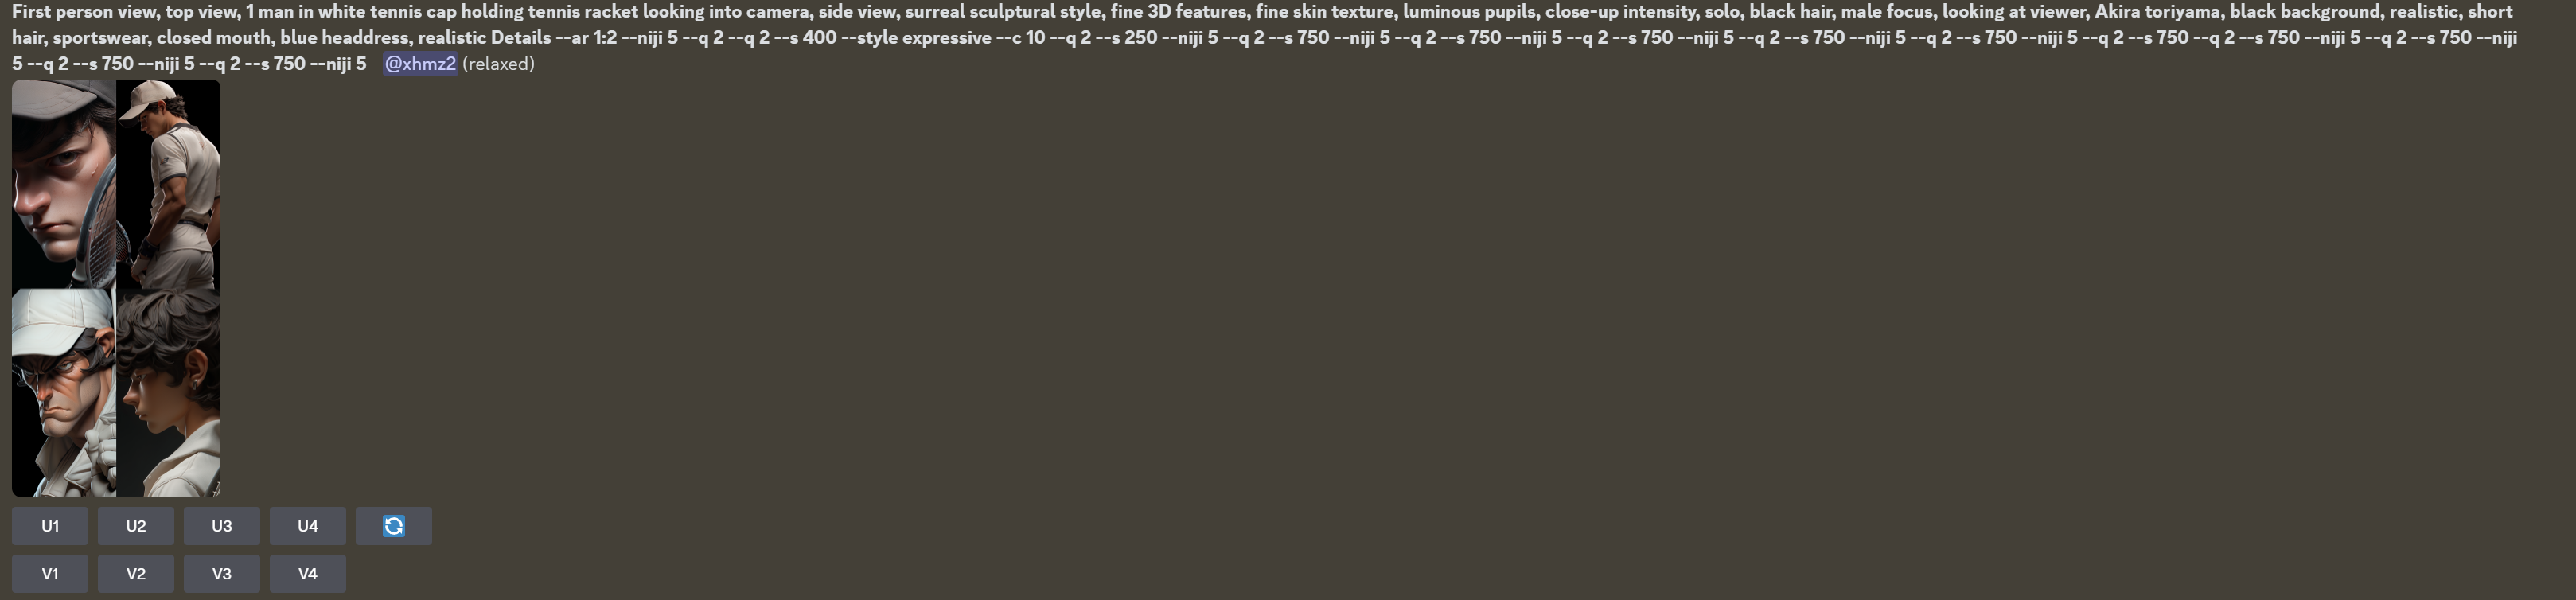 First person view, top view, 1 man in white tennis cap holding tennis racket looking into camera, side view, surreal sculptural style, fine 3D features, fine skin texture, luminous pupils, close-up intensity, solo, black hair, male focus, looking at viewer, Akira toriyama, black background, realistic, short
hair, sportswear, closed mouth, blue headdress, realistic Details --ar 1:2 --niji 5 --q 2 --q 2 --s 400 --style expressive --c 10 --q 2 --s 250 --niji 5 --q 2 --s 750 --niji 5 --q 2 --s 750 --niji 5 --q 2 --s 750 --niji 5 --q 2 --s 750 --niji 5 --q 2 --s 750 --niji 5 --q 2 --s 750 --q 2 --s 750 --niji 5 --q 2 --s 750 --niji
5 --q 2 --s 750 --niji 5 --q 2 --s 750 --niji 5 - @xhmz2 (relaxed)
U1 U2 U3 U4
V1 V2 V3 V4